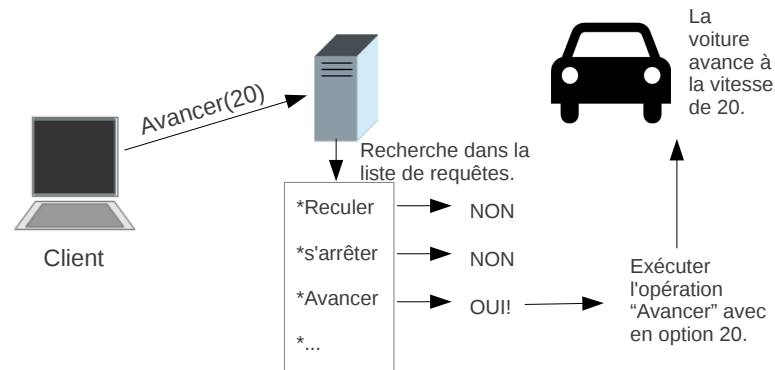 Avancer(20)
La
voiture
avance à
la vitesse
de 20.
Client
Recherche dans la
liste de requêtes.
*Reculer
NON
*s'arrêter
NON
*Avancer
OUI!
*...
Exécuter
l'opération
“Avancer” avec
en option 20.